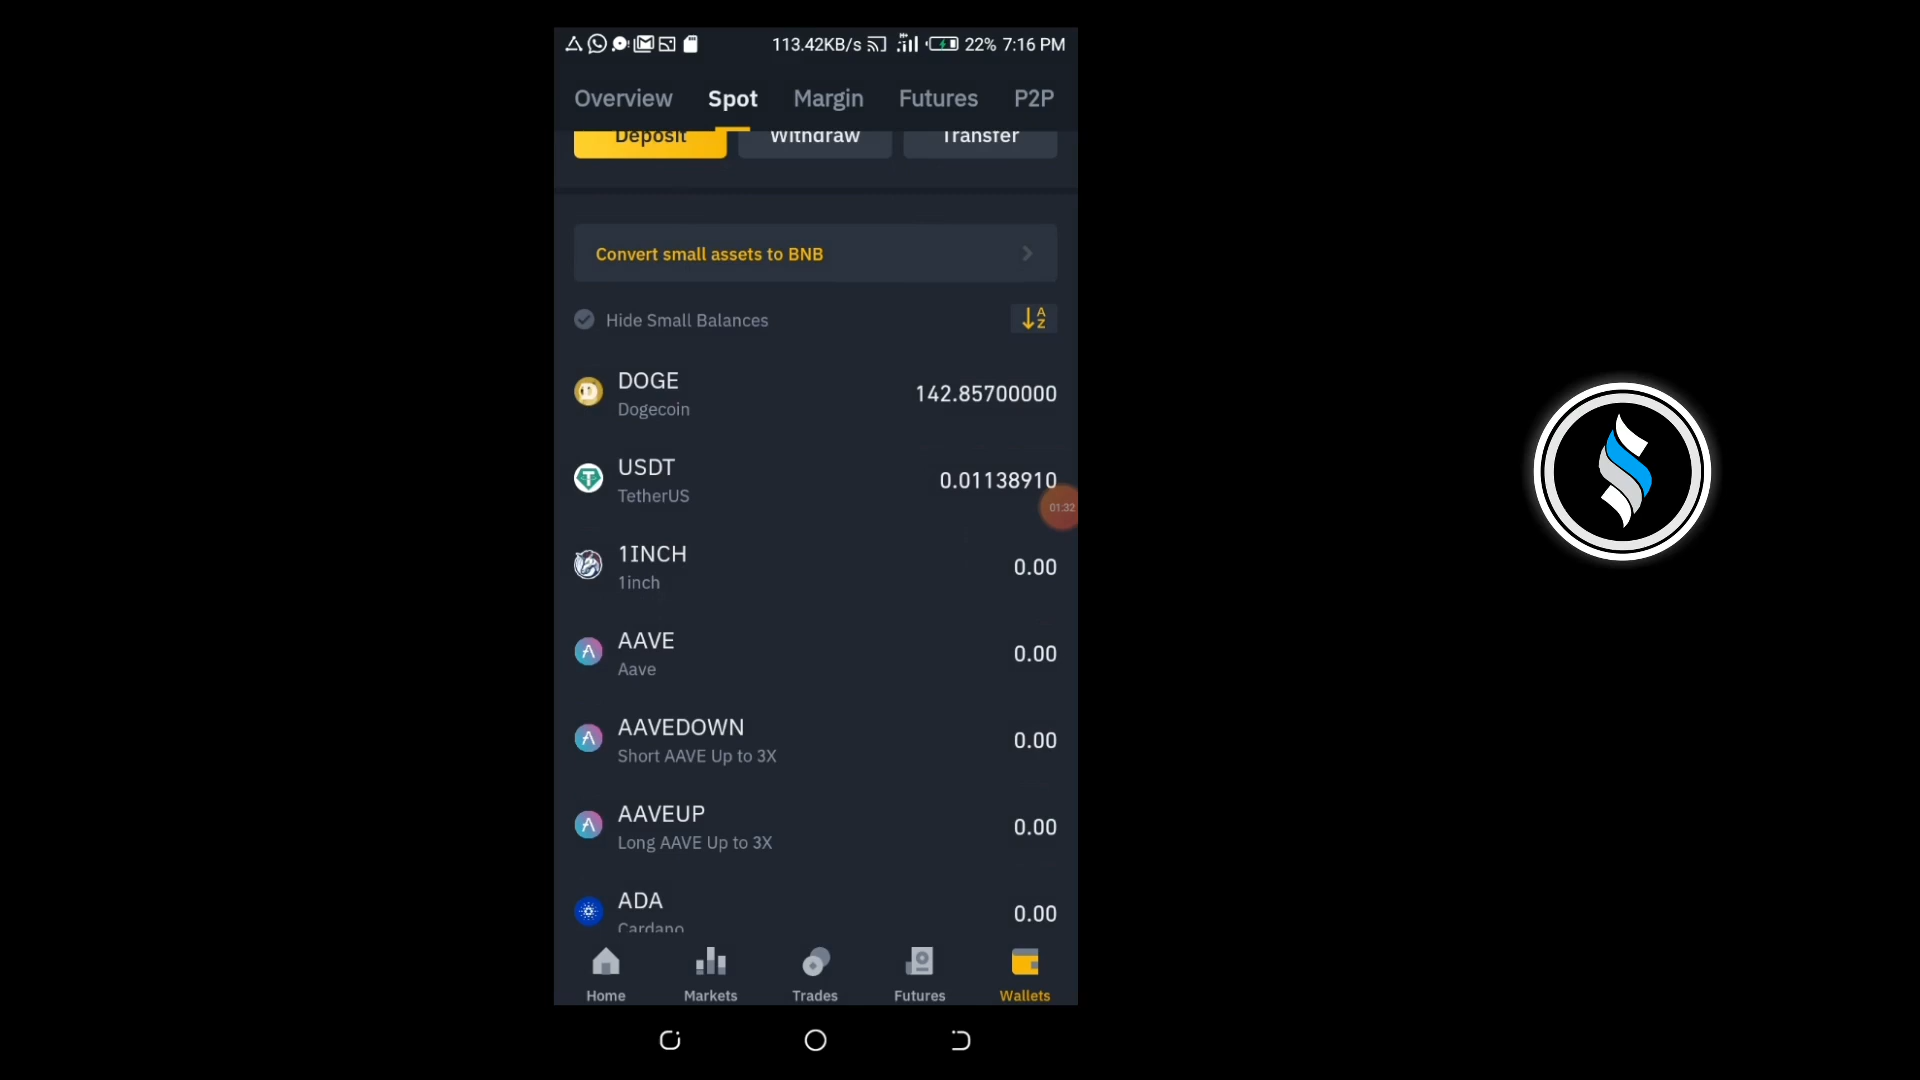 113.42KB/s 22% 7:16 PM
Overview Spot Margin Futures P2P
Deposit Withdraw Transfer
Convert small assets to BNB
Hide Small Balances
A
Z
DOGE
142.85700000
Dogecoin
USDT
0.01138910
TetherUS
01:32
1INCH
0.00
1inch
AAVE
0.00
Aave
AAVEDOWN
0.00
Short AAVE Up to 3X
AAVEUP
0.00
Long AAVE Up to 3X
ADA
0.00
Cardano
Home Markets Trades Futures Wallets